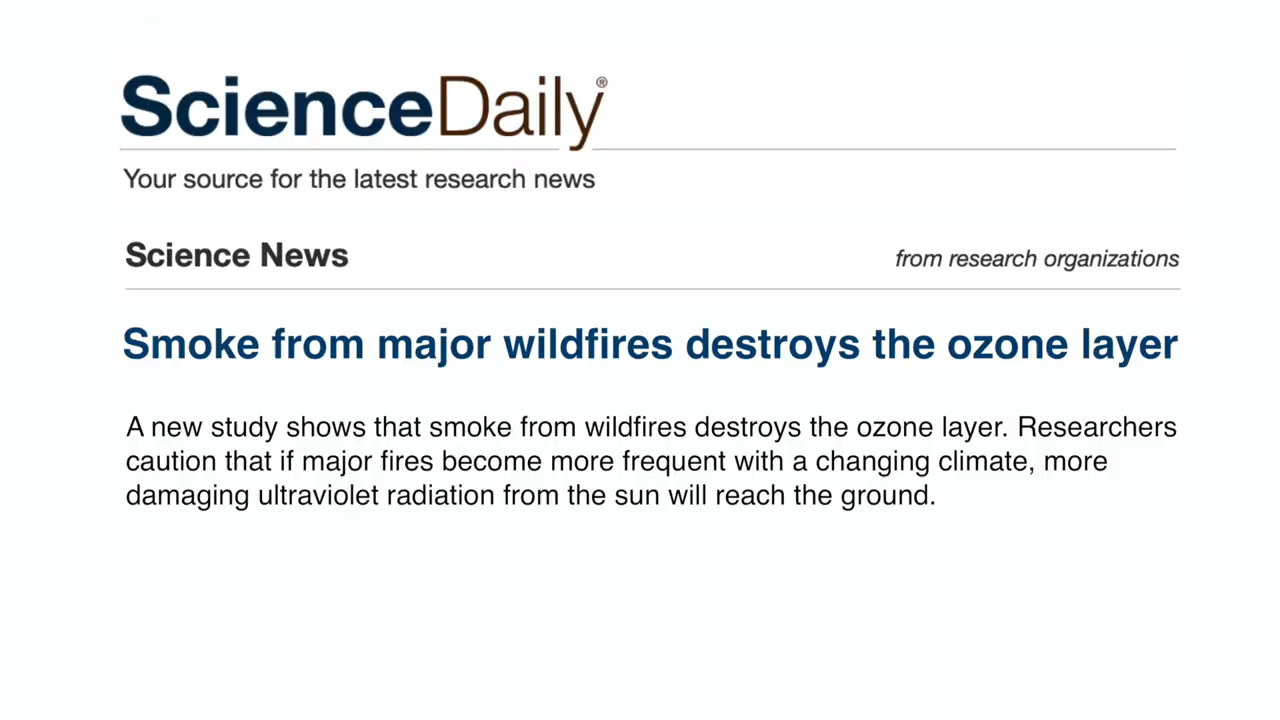 ScienceDaily®
Your source for the latest research news
Science News
from research organizations
Smoke from major wildfires destroys the ozone layer
A new study shows that smoke from wildfires destroys the ozone layer. Researchers
caution that if major fires become more frequent with a changing climate, more
damaging ultraviolet radiation from the sun will reach the ground.